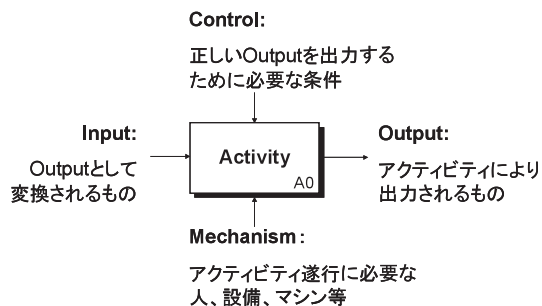 Control:
正しいOutputを出力する
ために必要な条件
Input:
Outputとして
変換されるもの
Activity
A0
Output:
アクティビティにより
出力されるもの
Mechanism:
アクティビティ遂行に必要な
人、設備、マシン等